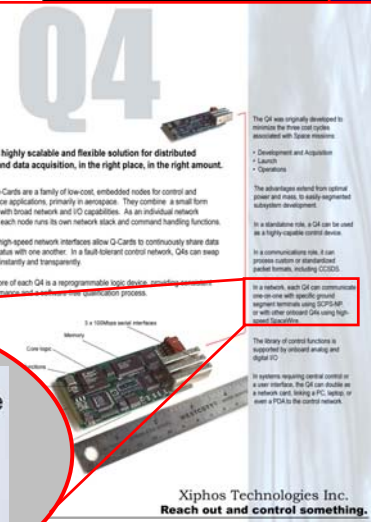 Q4
highly scalable and flexible solution for distributed
nd data acquisition, in the right place, in the right amount.
-Cards are a family of low-cost, embedded nodes for control and
ce applications, primarily in aerospace. They combine a small form
with broad network and I/O capabilities. As an individual network
each node runs its own network stack and command handling functions.
high-speed network interfaces allow Q-Cards to continuously share data
tatus with one another. In a fault-tolerant control network, Q4s can swap
instantly and transparently.
ore of each Q4 is a reprogrammable logic device, providing consistent
mance and a software-free qualification process.
3 x 100Mbps serial interfaces
Memory
Core logic
nctions
e
The Q4 was originally developed to
minimize the three cost cycles
associated with Space missions:
• Development and Acquisition
• Launch
• Operations
The advantages extend from optimal
power and mass, to easily-segmented
subsystem development.
In a standalone role, a Q4 can be used
as a highly-capable control device.
In a communications role, it can
process custom or standardized
packet formats, including CCSDS.
In a network, each Q4 can communicate
one-on-one with specific ground
segment terminals using SCPS-NP,
or with other onboard Q4s using high-
speed SpaceWire.
The library of control functions is
supported by onboard analog and
digital I/O
In systems requiring central control or
a user interface, the Q4 can double as
a network card, linking a PC, laptop, or
even a PDA to the control network.
Xiphos Technologies Inc.
Reach out and control something.